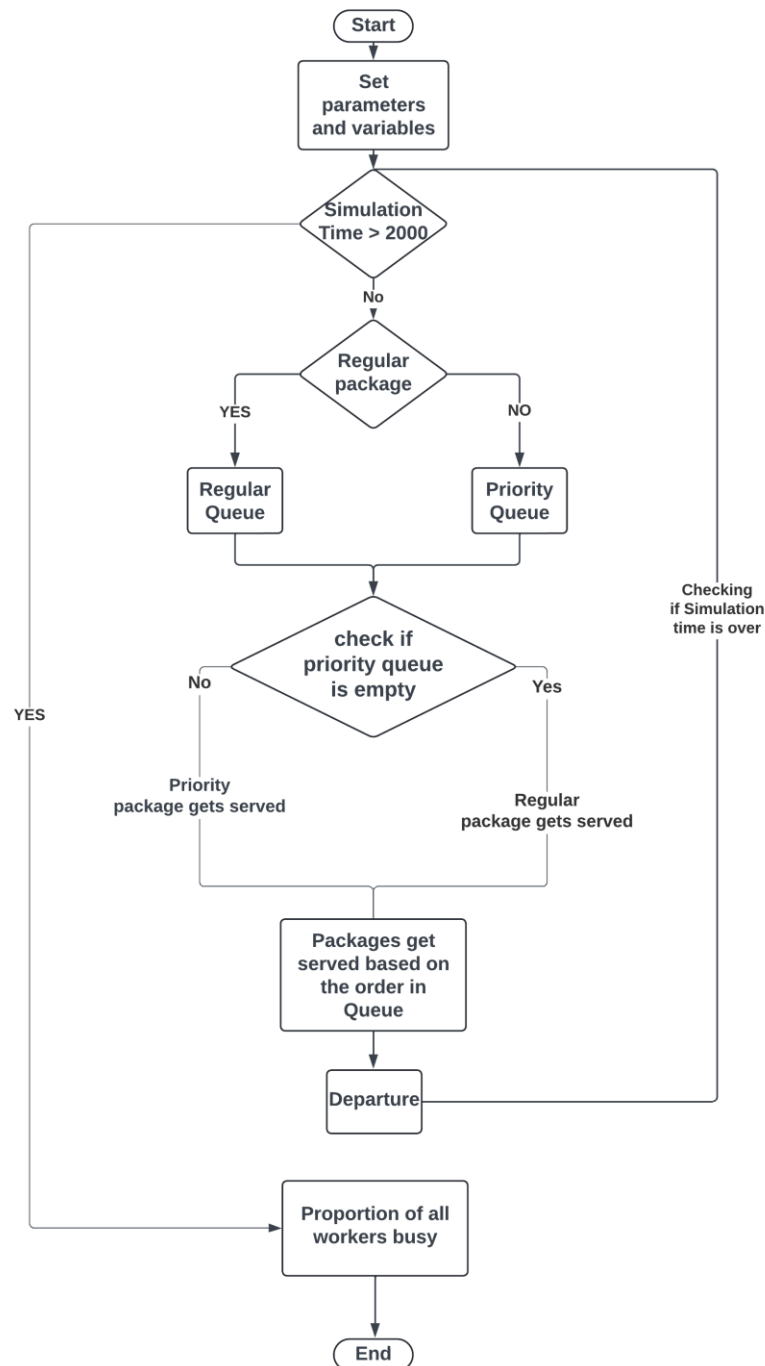 Start
Set
parameters
and variables
Simulation
Time > 2000
No
Regular
package
YES
NO
Regular
Queue
Priority
Queue
Checking
if Simulation
time is over
check if
priority queue
is empty
No
Yes
YES
Priority
package gets served
Regular
package gets served
Packages get
served based on
the order in
Queue
Departure
Proportion of all
workers busy
End